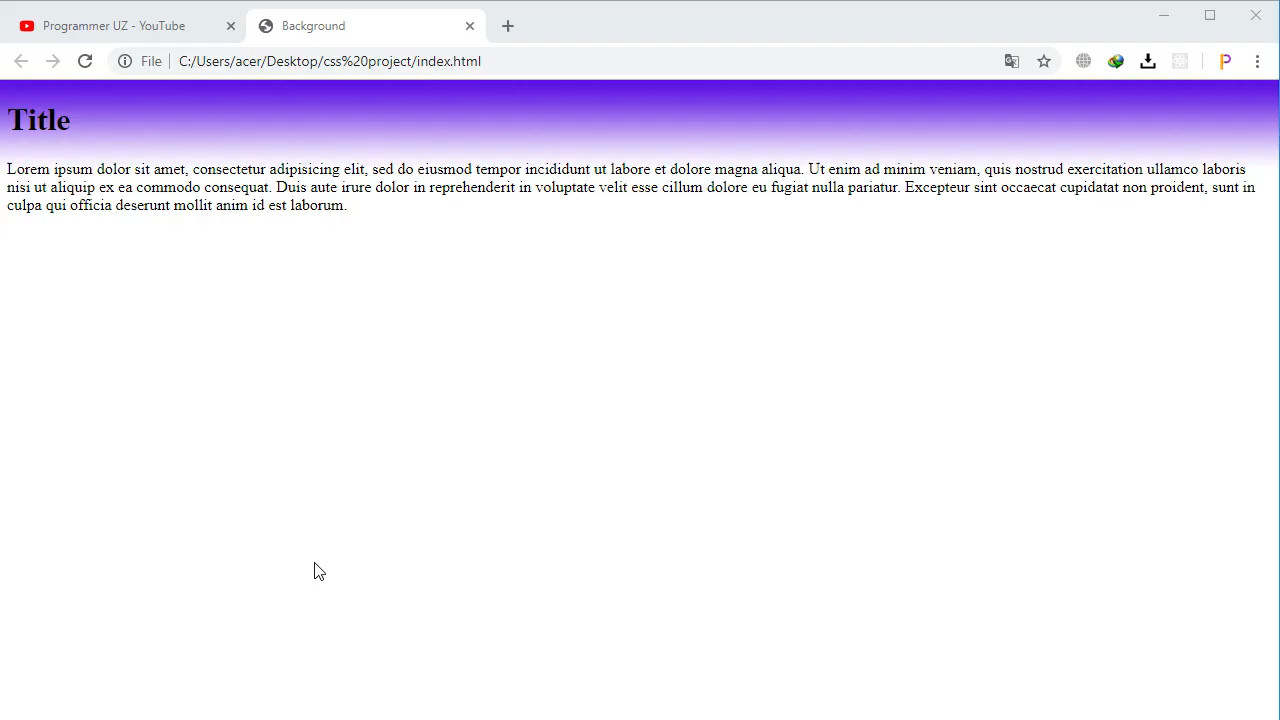 Programmer UZ - YouTube
Background
File
C:/Users/acer/Desktop/css%20project/index.html
P
Title
Lorem ipsum dolor sit amet, consectetur adipisicing elit, sed do eiusmod tempor incididunt ut labore et dolore magna aliqua. Ut enim ad minim veniam, quis nostrud exercitation ullamco laboris
nisi ut aliquip ex ea commodo consequat. Duis aute irure dolor in reprehenderit in voluptate velit esse cillum dolore eu fugiat nulla pariatur. Excepteur sint occaecat cupidatat non proident, sunt in
culpa qui officia deserunt mollit anim id est laborum.